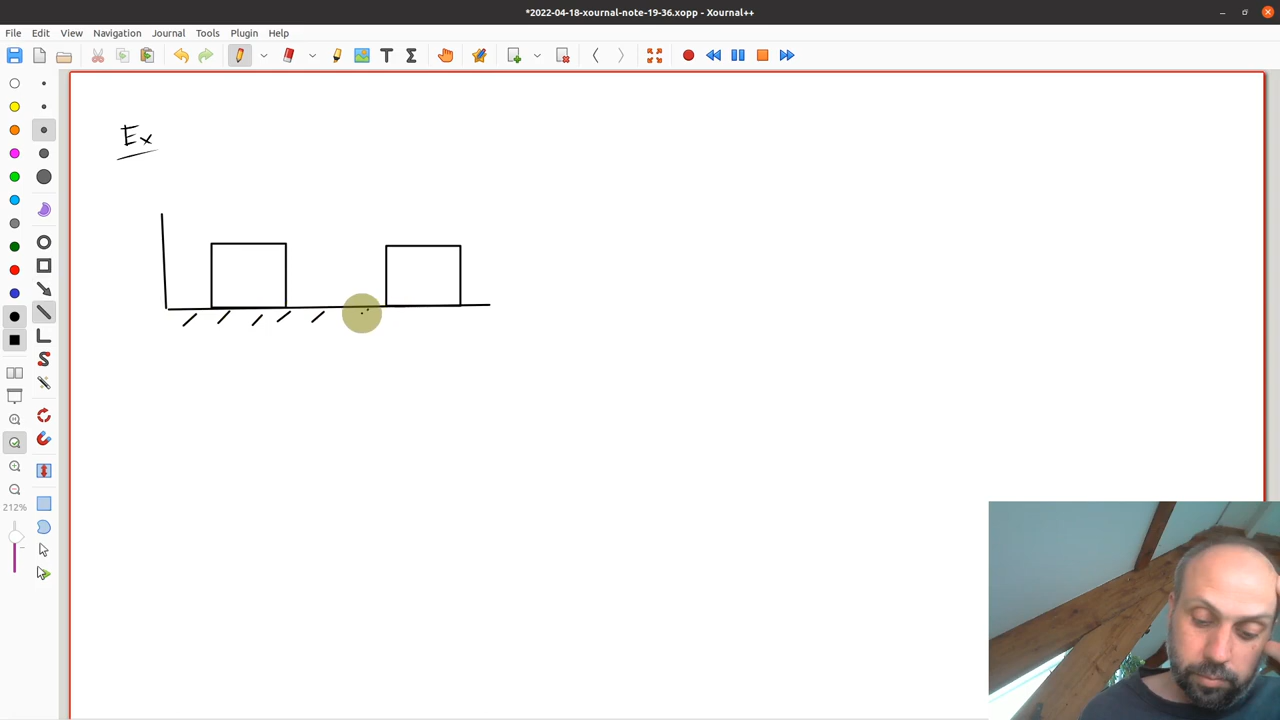 *2022-04-18-xournal-note-19-36.xopp - Xournal++
File Edit View Navigation Journal Tools Plugin Help
Ex
212%